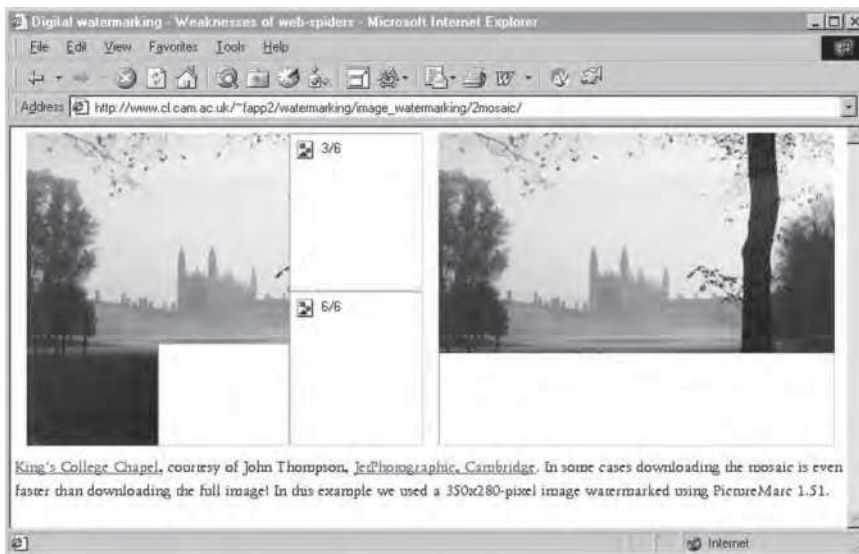 Digital watermarking - Weaknesses of web-spiders - Microsoft Internet Explorer
File Edit View Favorites Tools Help
Address http://www.cl.cam.ac.uk/~fapp2/watermarking/image_watermarking/2mosaic/
3/6
6/6
King's College Chapel, courtesy of John Thompson, JetPhotographic, Cambridge. In some cases downloading the mosaic is even
faster than downloading the full image! In this example we used a 350x280-pixel image watermarked using PictureMarc 1.51.
Internet